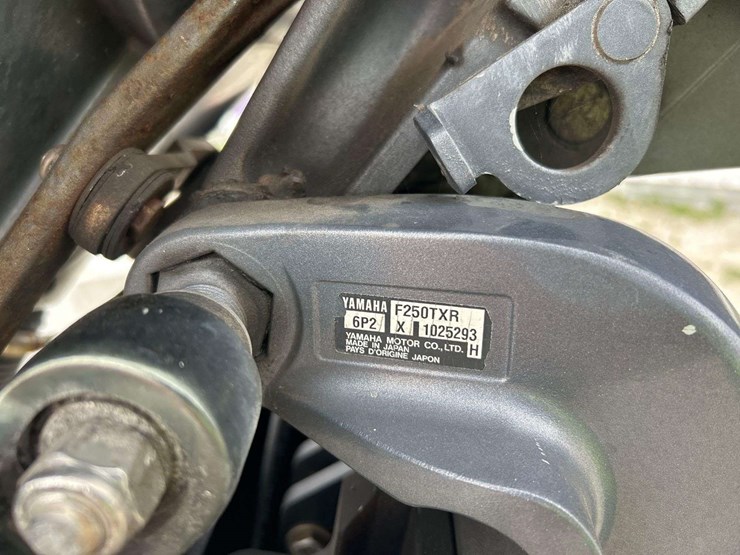 YAMAHA F250TXR
6P2 X 1025293
YAMAHA MOTOR CO., LTD. H
MADE IN JAPAN
PAYS D'ORIGINE JAPON